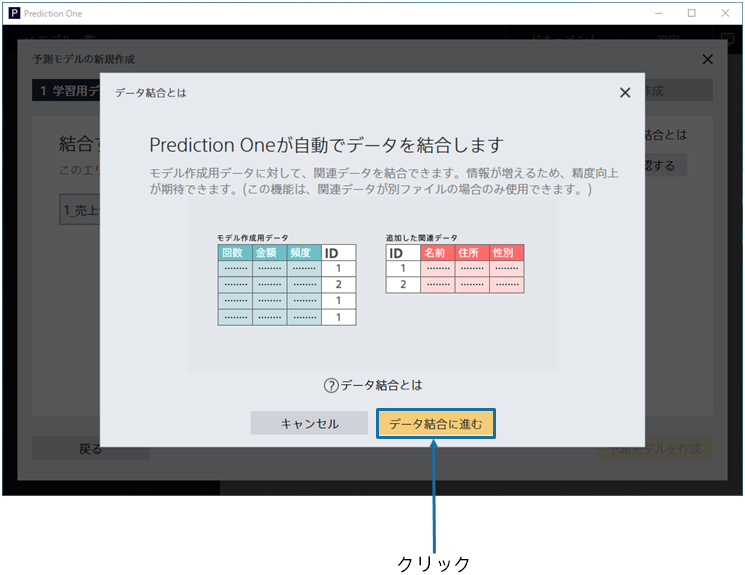 Prediction One
予測モデルの新規作成
1 学習用デ
作成
データ結合とは
結合す
結合とは
このエリ
認する
1_売上
Prediction Oneが自動でデータを結合します
モデル作成用データに対して、関連データを結合できます。情報が増えるため、精度向上
が期待できます。(この機能は、関連データが別ファイルの場合のみ使用できます。)
モデル作成用データ
追加した関連データ
回数 金額 頻度 ID
ID 名前 住所 性別
........ ........ ........ 1
1 ........ ........ ........
........ ........ ........ 2
2 ........ ........ ........
........ ........ ........ 1
........ ........ ........ 1
?データ結合とは
キャンセル
データ結合に進む
戻る
予測モデルを作成
クリック